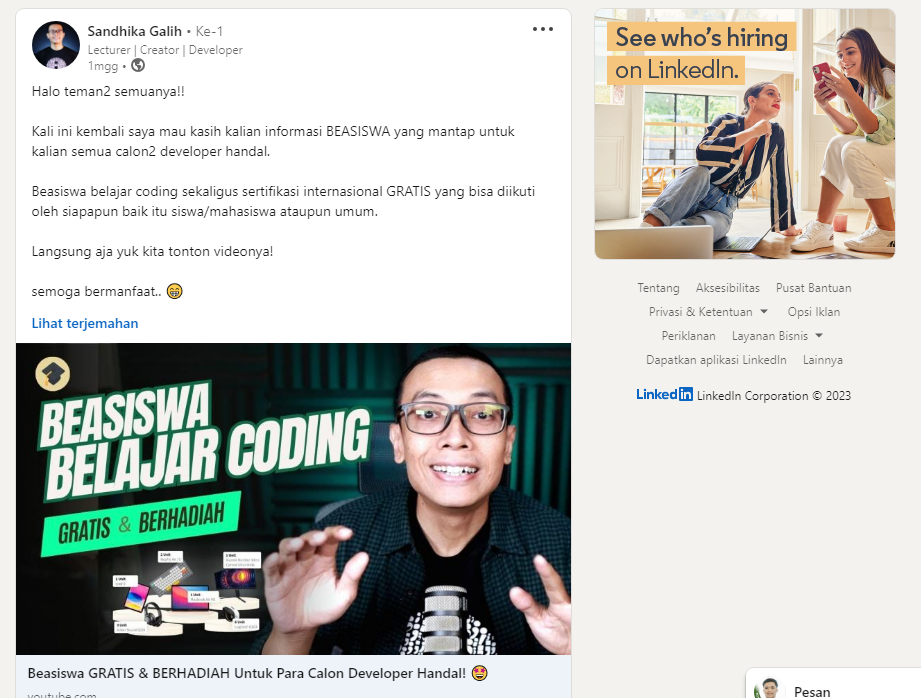 Sandhika Galih • Ke-1
Lecturer | Creator | Developer
1mgg •
Halo teman2 semuanya!!
Kali ini kembali saya mau kasih kalian informasi BEASISWA yang mantap untuk
kalian semua calon2 developer handal.
Beasiswa belajar coding sekaligus sertifikasi internasional GRATIS yang bisa diikuti
oleh siapapun baik itu siswa/mahasiswa ataupun umum.
Langsung aja yuk kita tonton videonya!
semoga bermanfaat.. 😁
Lihat terjemahan
BEASISWA
BELAJAR CODING
GRATIS & BERHADIAH
Beasiswa GRATIS & BERHADIAH Untuk Para Calon Developer Handal! 🤩
youtube.com
See who's hiring
on LinkedIn.
Tentang Aksesibilitas Pusat Bantuan
Privasi & Ketentuan Opsi Iklan
Periklanan Layanan Bisnis
Dapatkan aplikasi LinkedIn Lainnya
LinkedIn LinkedIn Corporation © 2023
Pesan